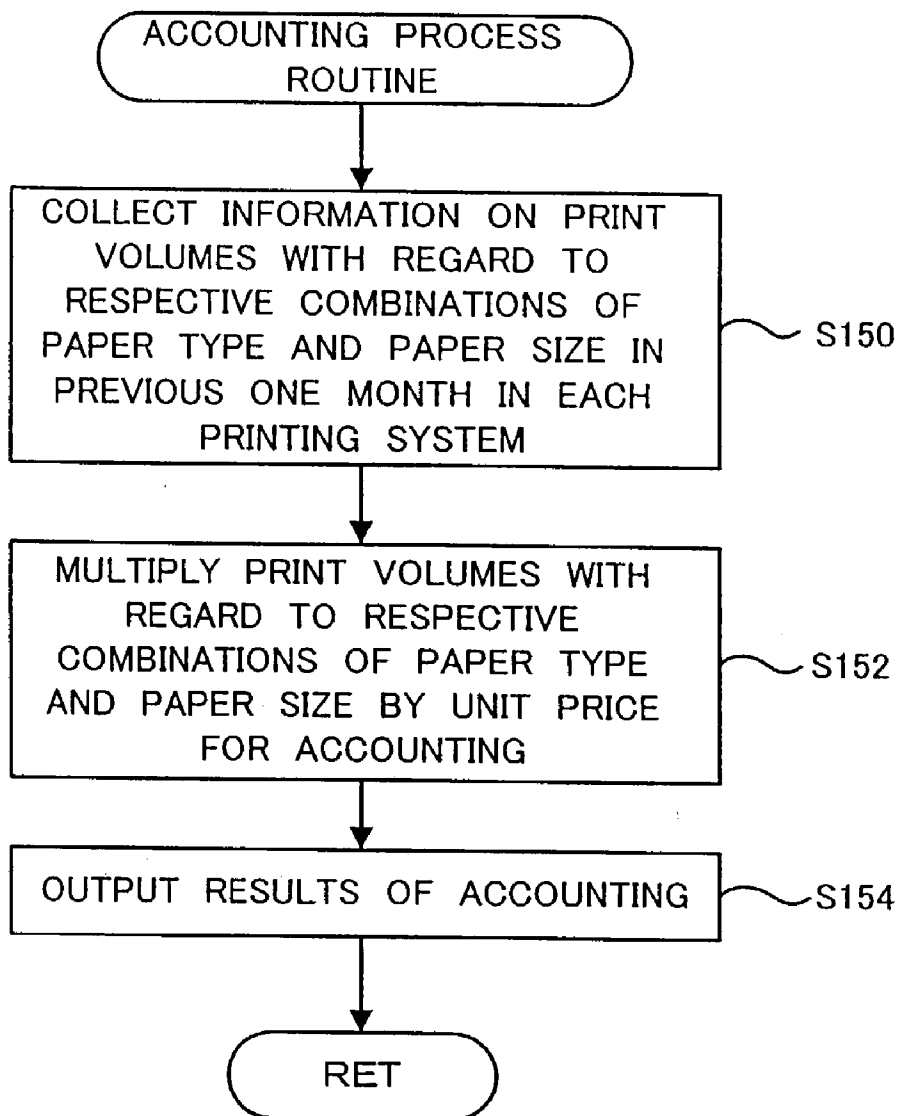 ACCOUNTING PROCESS
ROUTINE
COLLECT INFORMATION ON PRINT
VOLUMES WITH REGARD TO
RESPECTIVE COMBINATIONS OF
PAPER TYPE AND PAPER SIZE IN
PREVIOUS ONE MONTH IN EACH
PRINTING SYSTEM
S150
MULTIPLY PRINT VOLUMES WITH
REGARD TO RESPECTIVE
COMBINATIONS OF PAPER TYPE
AND PAPER SIZE BY UNIT PRICE
FOR ACCOUNTING
S152
OUTPUT RESULTS OF ACCOUNTING
S154
RET